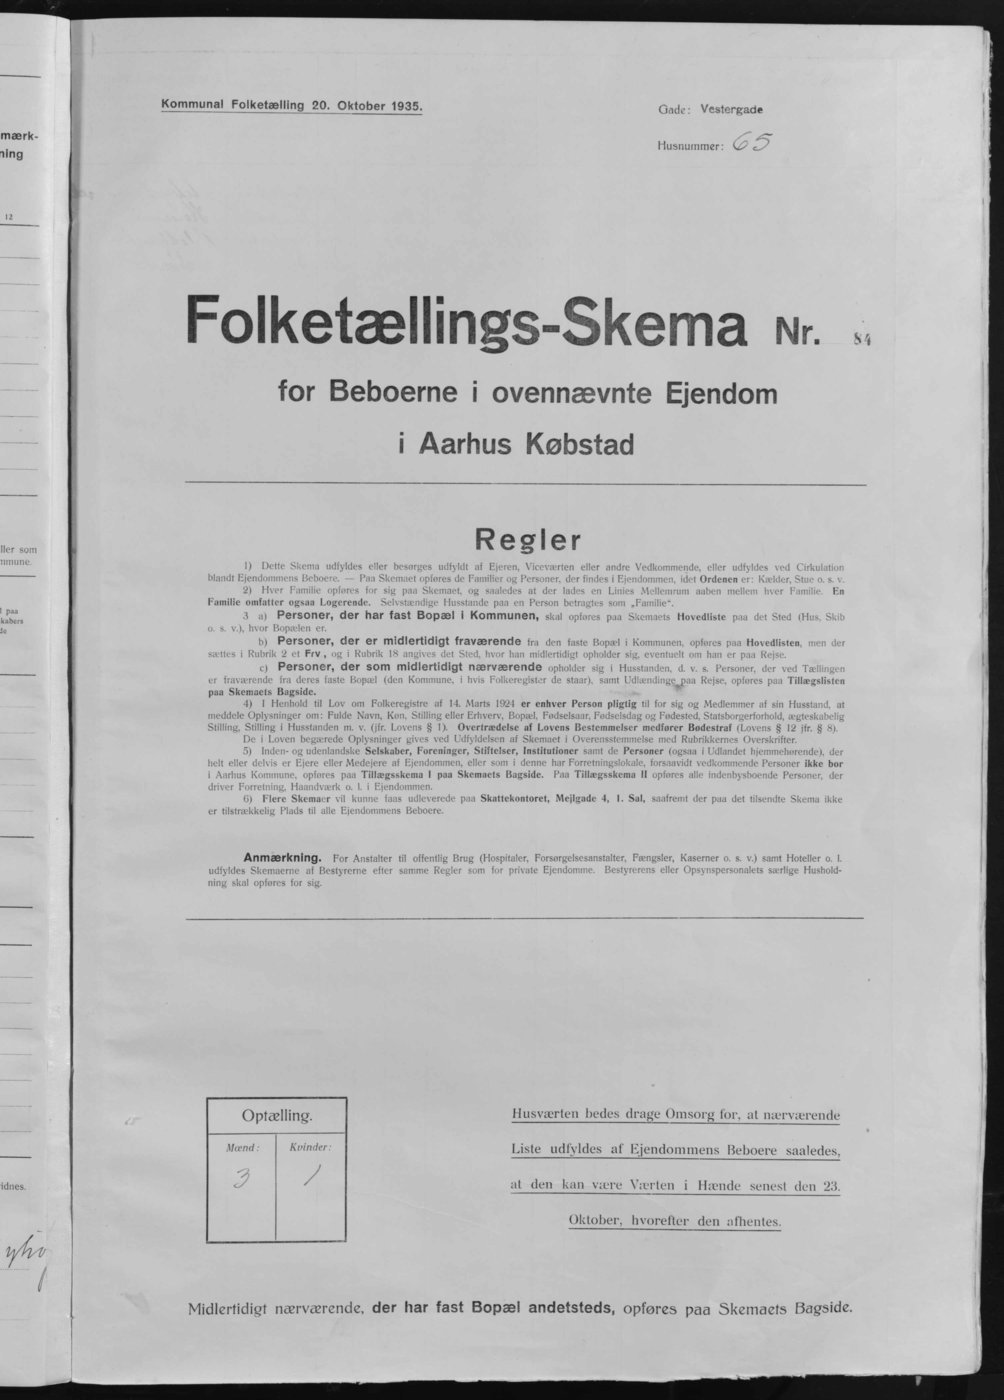 mærk-
ning
12
ller som
mmune.
l paa
kabers
de
idnes.
Kommunal Folketælling 20. Oktober 1935.
Gade: Vestergade
Husnummer: 65
Folketællings-Skema Nr. 84
for Beboerne i ovennævnte Ejendom
i Aarhus Købstad
Regler
1) Dette Skema udfyldes eller besørges udfyldt af Ejeren, Viceværten eller andre Vedkommende, eller udfyldes ved Cirkulation
blandt Ejendommens Beboere. — Paa Skemaet opføres de Familier og Personer, der findes i Ejendommen, idet Ordenen er: Kælder, Stue o. s. v.
2) Hver Familie opføres for sig paa Skemaet, og saaledes at der lades en Linies Mellemrum aaben mellem hver Familie. En
Familie omfatter ogsaa Logerende. Selvstændige Husstande paa en Person betragtes som „Familie“.
3 a) Personer, der har fast Bopæl i Kommunen, skal opføres paa Skemaets Hovedliste paa det Sted (Hus, Skib
o. s. v.), hvor Bopælen er.
b) Personer, der er midlertidigt fraværende fra den faste Bopæl i Kommunen, opføres paa Hovedlisten, men der
sættes i Rubrik 2 et Frv., og i Rubrik 18 angives det Sted, hvor han midlertidigt opholder sig, eventuelt om han er paa Rejse.
c) Personer, der som midlertidigt nærværende opholder sig i Husstanden, d. v. s. Personer, der ved Tællingen
er fraværende fra deres faste Bopæl (den Kommune, i hvis Folkeregister de staar), samt Udlændinge paa Rejse, opføres paa Tillægslisten
paa Skemaets Bagside.
4) I Henhold til Lov om Folkeregistre af 14. Marts 1924 er enhver Person pligtig til for sig og Medlemmer af sin Husstand, at
meddele Oplysninger om: Fulde Navn, Køn, Stilling eller Erhverv, Bopæl, Fødselsaar, Fødselsdag og Fødested, Statsborgerforhold, ægteskabelig
Stilling, Stilling i Husstanden m. v. (jfr. Lovens § 1). Overtrædelse af Lovens Bestemmelser medfører Bødestraf (Lovens § 12 jfr. § 8).
De i Loven begærede Oplysninger gives ved Udfyldelsen af Skemaet i Overensstemmelse med Rubrikkernes Overskrifter.
5) Inden- og udenlandske Selskaber, Foreninger, Stiftelser, Institutioner samt de Personer (ogsaa i Udlandet hjemmehørende), der
helt eller delvis er Ejere eller Medejere af Ejendommen, eller som i denne har Forretningslokale, forsaavidt vedkommende Personer ikke bor
i Aarhus Kommune, opføres paa Tillægsskema I paa Skemaets Bagside. Paa Tillægsskema II opføres alle indenbysboende Personer, der
driver Forretning, Haandværk o. l. i Ejendommen.
6) Flere Skemaer vil kunne faas udleverede paa Skattekontoret, Mejlgade 4, 1. Sal, saafremt der paa det tilsendte Skema ikke
er tilstrækkelig Plads til alle Ejendommens Beboere.
Anmærkning. For Anstalter til offentlig Brug (Hospitaler, Forsørgelsesanstalter, Fængsler, Kaserner o. s. v.) samt Hoteller o. l.
udfyldes Skemaerne af Bestyrerne efter samme Regler som for private Ejendomme. Bestyrerens eller Opsynspersonalets særlige Hushold-
ning skal opføres for sig.
Optælling.
Mænd: Kvinder:
3 1
Husværten bedes drage Omsorg for, at nærværende
Liste udfyldes af Ejendommens Beboere saaledes,
at den kan være Værten i Hænde senest den 23.
Oktober, hvorefter den afhentes.
Midlertidigt nærværende, der har fast Bopæl andetsteds, opføres paa Skemaets Bagside.